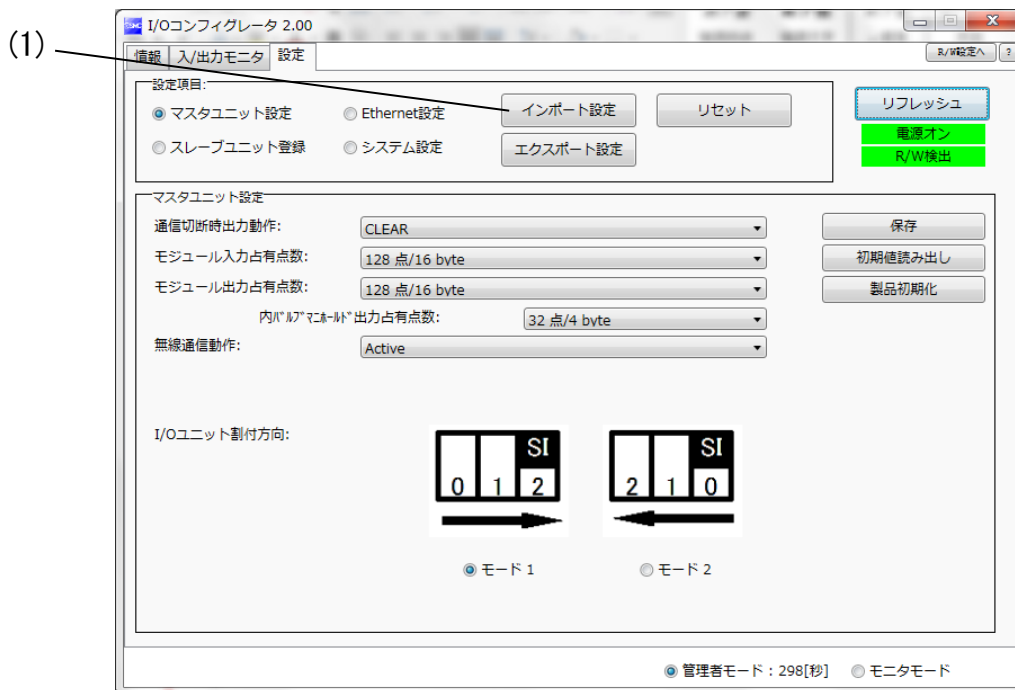 (1)
SMC I/Oコンフィグレータ 2.00
情報 入/出力モニタ 設定 R/W設定へ ?
設定項目:
マスタユニット設定 Ethernet設定 インポート設定 リセット リフレッシュ
電源オン
スレーブユニット登録 システム設定 エクスポート設定 R/W検出
マスタユニット設定
通信切断時出力動作: CLEAR 保存
モジュール入力占有点数: 128 点/16 byte 初期値読み出し
モジュール出力占有点数: 128 点/16 byte 製品初期化
内バルブマニホールド出力占有点数: 32 点/4 byte
無線通信動作: Active
I/Oユニット割付方向:
SI SI
0 1 2 2 1 0
モード 1 モード 2
管理者モード:298[秒] モニタモード